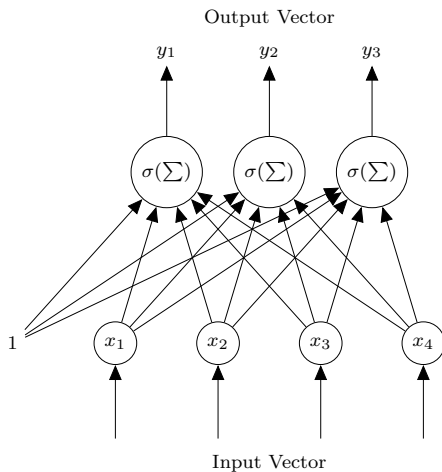 Output Vector
y₁ y₂ y₃
σ(∑) σ(∑) σ(∑)
1 x₁ x₂ x₃ x₄
Input Vector